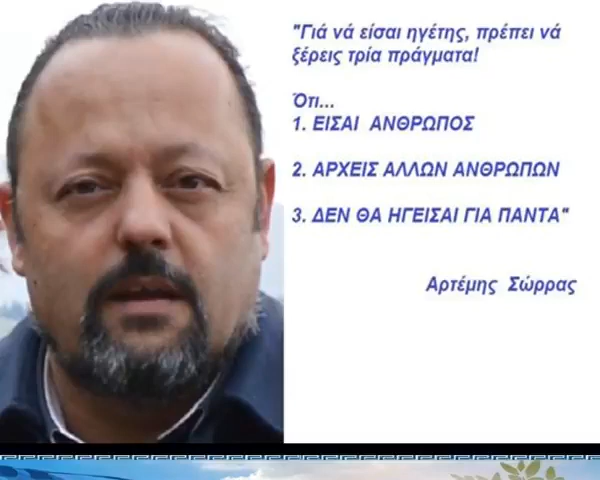 "Γιά νά είσαι ηγέτης, πρέπει νά
ξέρεις τρία πράγματα!
Ότι...
1. ΕΙΣΑΙ ΑΝΘΡΩΠΟΣ
2. ΑΡΧΕΙΣ ΑΛΛΩΝ ΑΝΘΡΩΠΩΝ
3. ΔΕΝ ΘΑ ΗΓΕΙΣΑΙ ΓΙΑ ΠΑΝΤΑ"
Αρτέμης Σώρρας